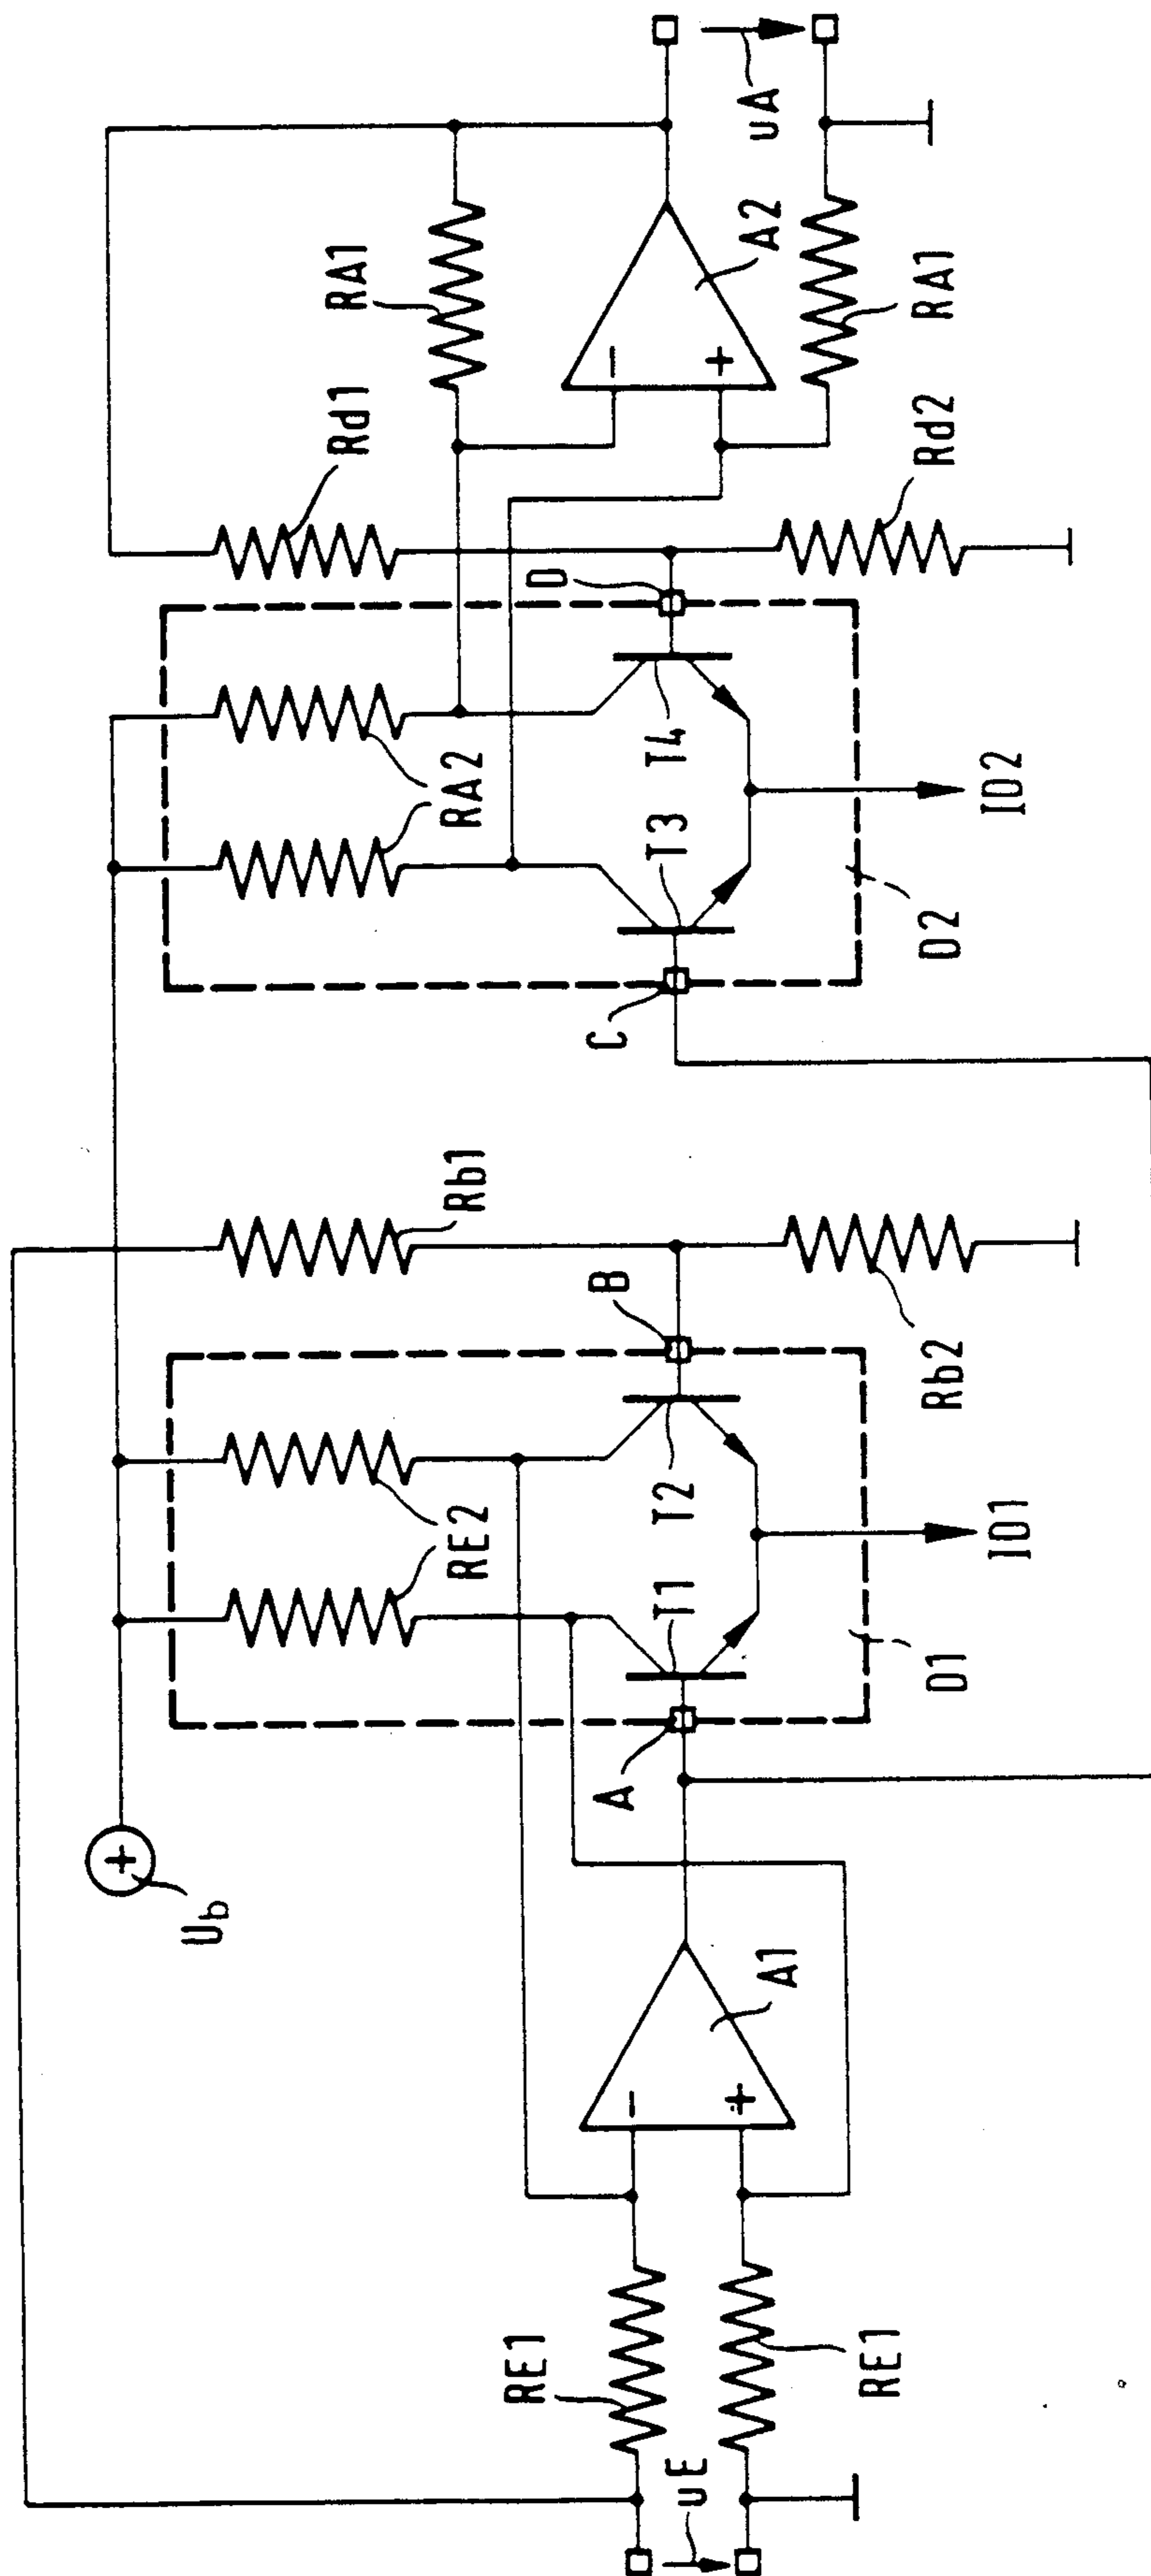 uE
RE1
RE1
-
+
A1
Ub
+
A
D1
T1
RE2
T2
ID1
B
Rb1
Rb2
C
D2
T3
RA2
T4
ID2
D
Rd1
Rd2
RA1
-
+
A2
RA1
uA